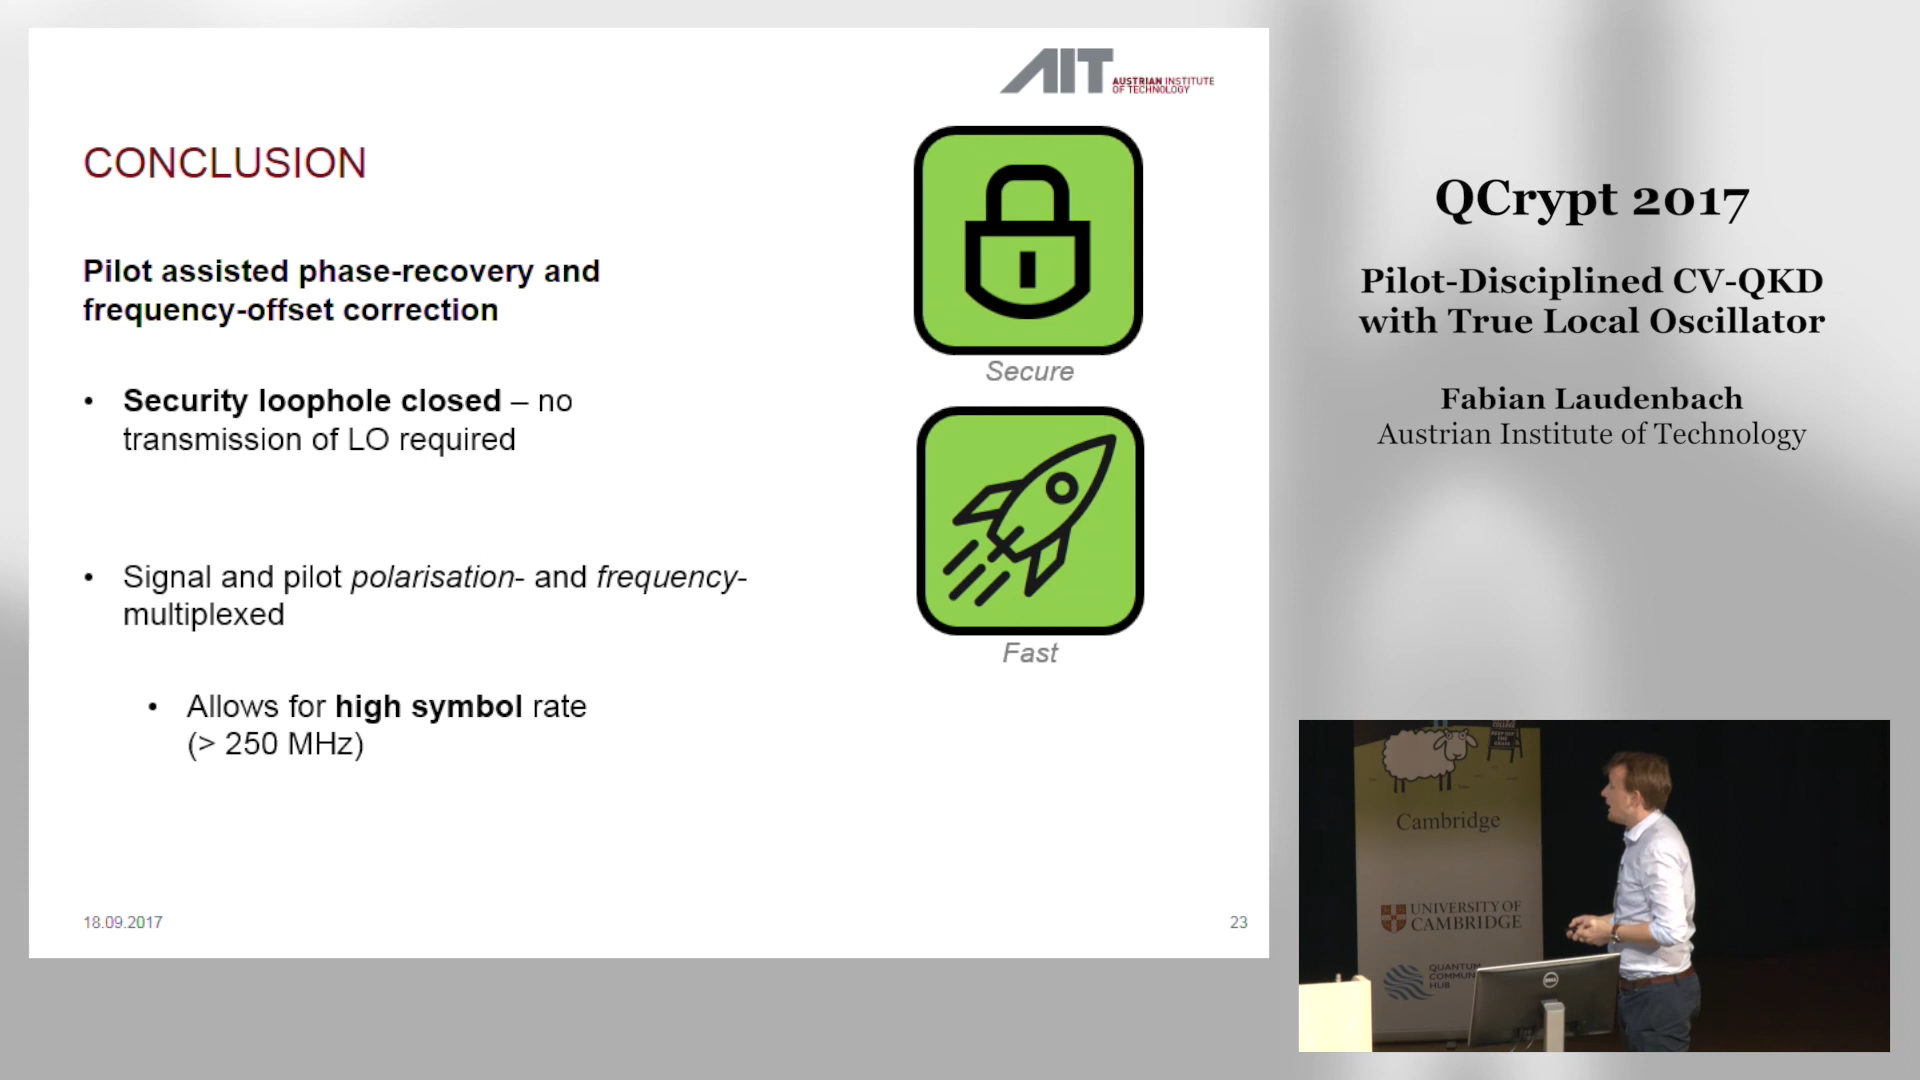 AIT
AUSTRIAN INSTITUTE
OF TECHNOLOGY
CONCLUSION
Pilot assisted phase-recovery and
frequency-offset correction
• Security loophole closed – no
transmission of LO required
• Signal and pilot polarisation- and frequency-
multiplexed
• Allows for high symbol rate
(> 250 MHz)
Secure
Fast
18.09.2017
23
QCrypt 2017
Pilot-Disciplined CV-QKD
with True Local Oscillator
Fabian Laudenbach
Austrian Institute of Technology
Cambridge
UNIVERSITY OF
CAMBRIDGE
QUANTUM
HUB
DELL